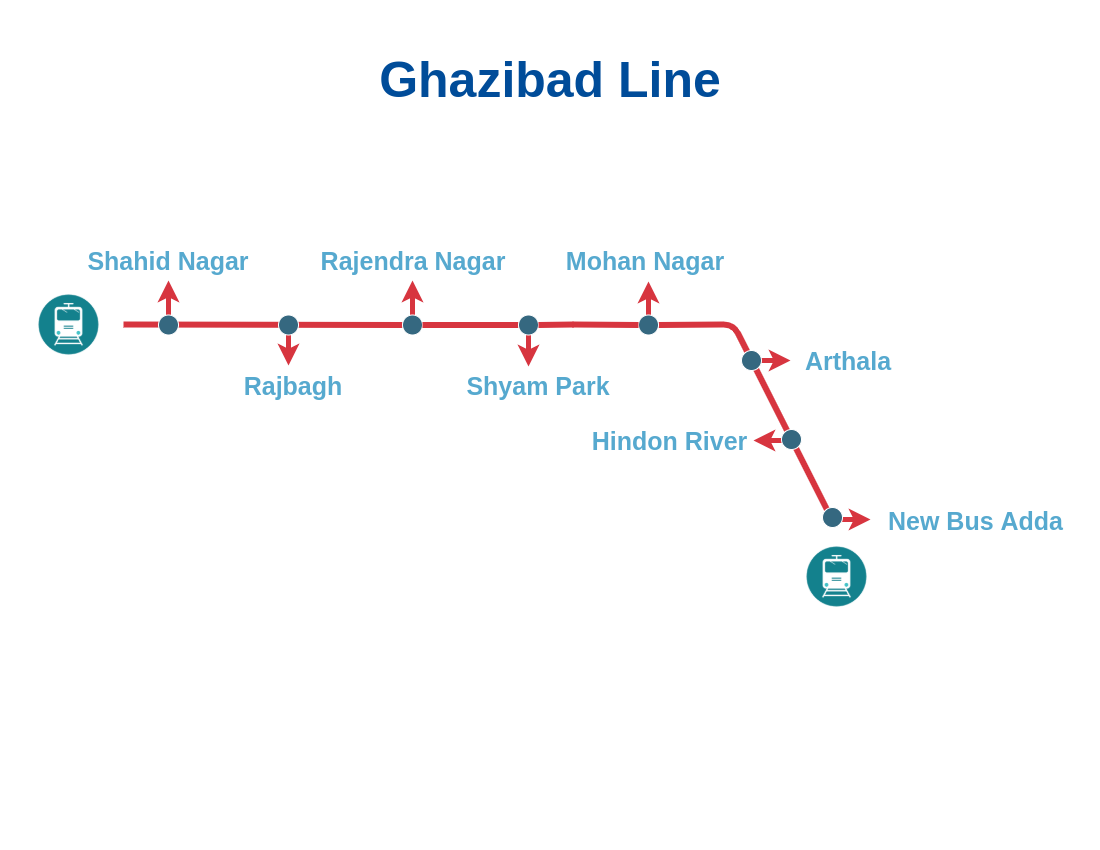 Ghazibad Line
Shahid Nagar
Rajendra Nagar
Mohan Nagar
Arthala
Rajbagh
Shyam Park
Hindon River
New Bus Adda